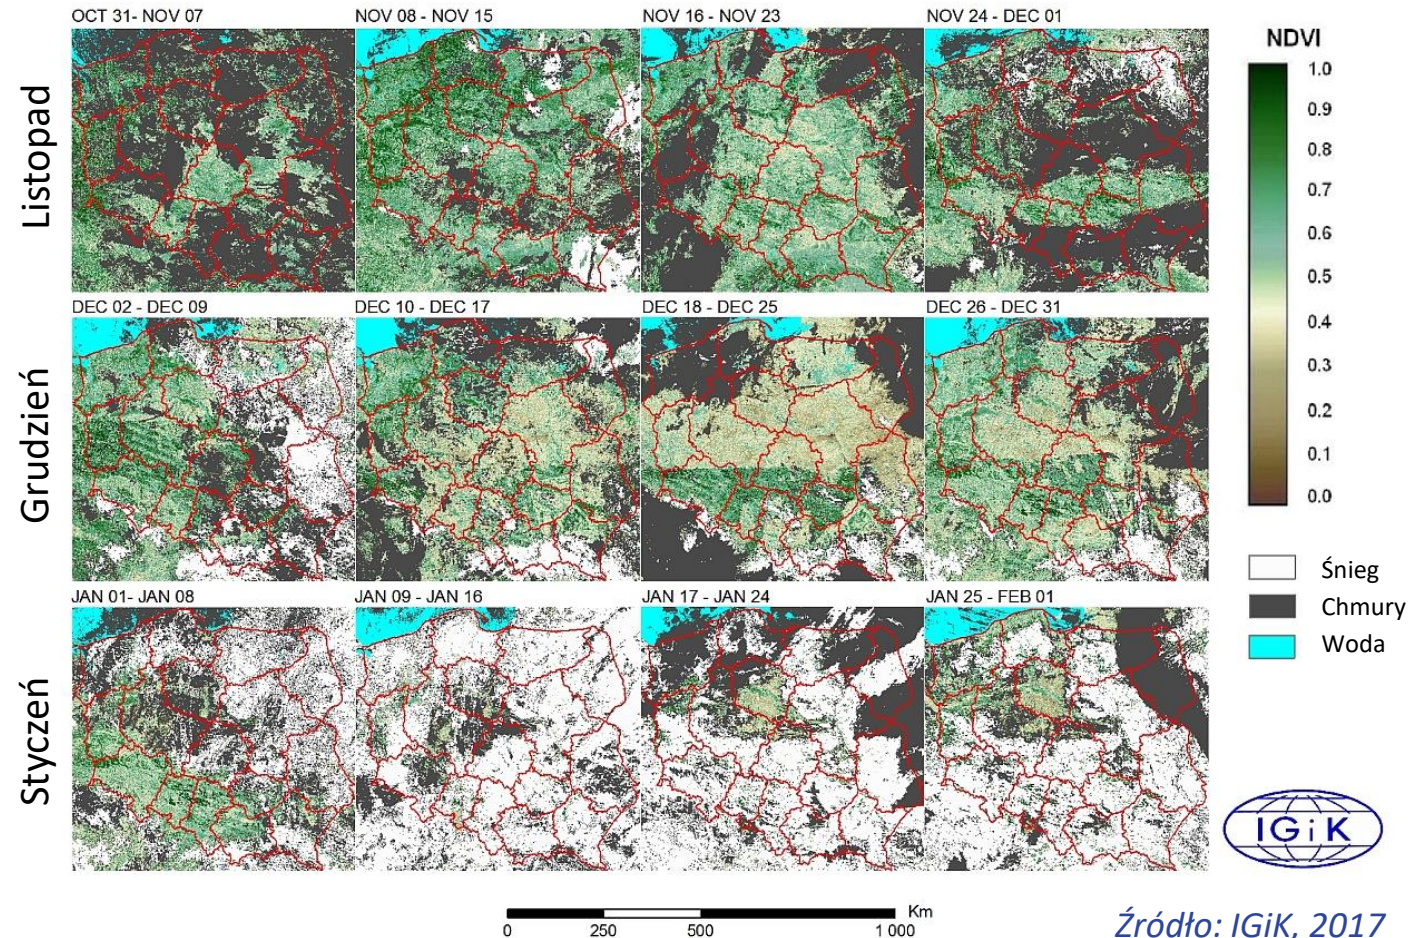 OCT 31- NOV 07
NOV 08 - NOV 15
NOV 16 - NOV 23
NOV 24 - DEC 01
Listopad
DEC 02 - DEC 09
DEC 10 - DEC 17
DEC 18 - DEC 25
DEC 26 - DEC 31
Grudzień
JAN 01- JAN 08
JAN 09 - JAN 16
JAN 17 - JAN 24
JAN 25 - FEB 01
Styczeń
NDVI
1.0
0.9
0.8
0.7
0.6
0.5
0.4
0.3
0.2
0.1
0.0
Śnieg
Chmury
Woda
IGiK
Km
0 250 500 1 000
Źródło: IGiK, 2017